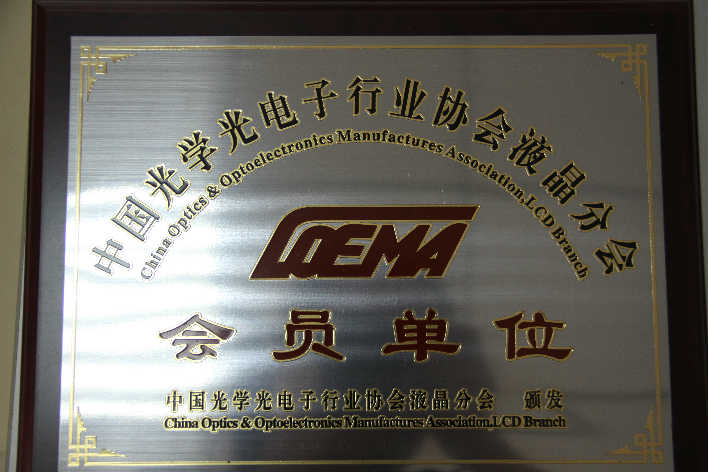 中国光学光电子行业协会液晶分会
China Optics & Optoelectronics Manufactures Association,LCD Branch
COEMA
会员单位
中国光学光电子行业协会液晶分会 颁发
China Optics & Optoelectronics Manufactures Association,LCD Branch